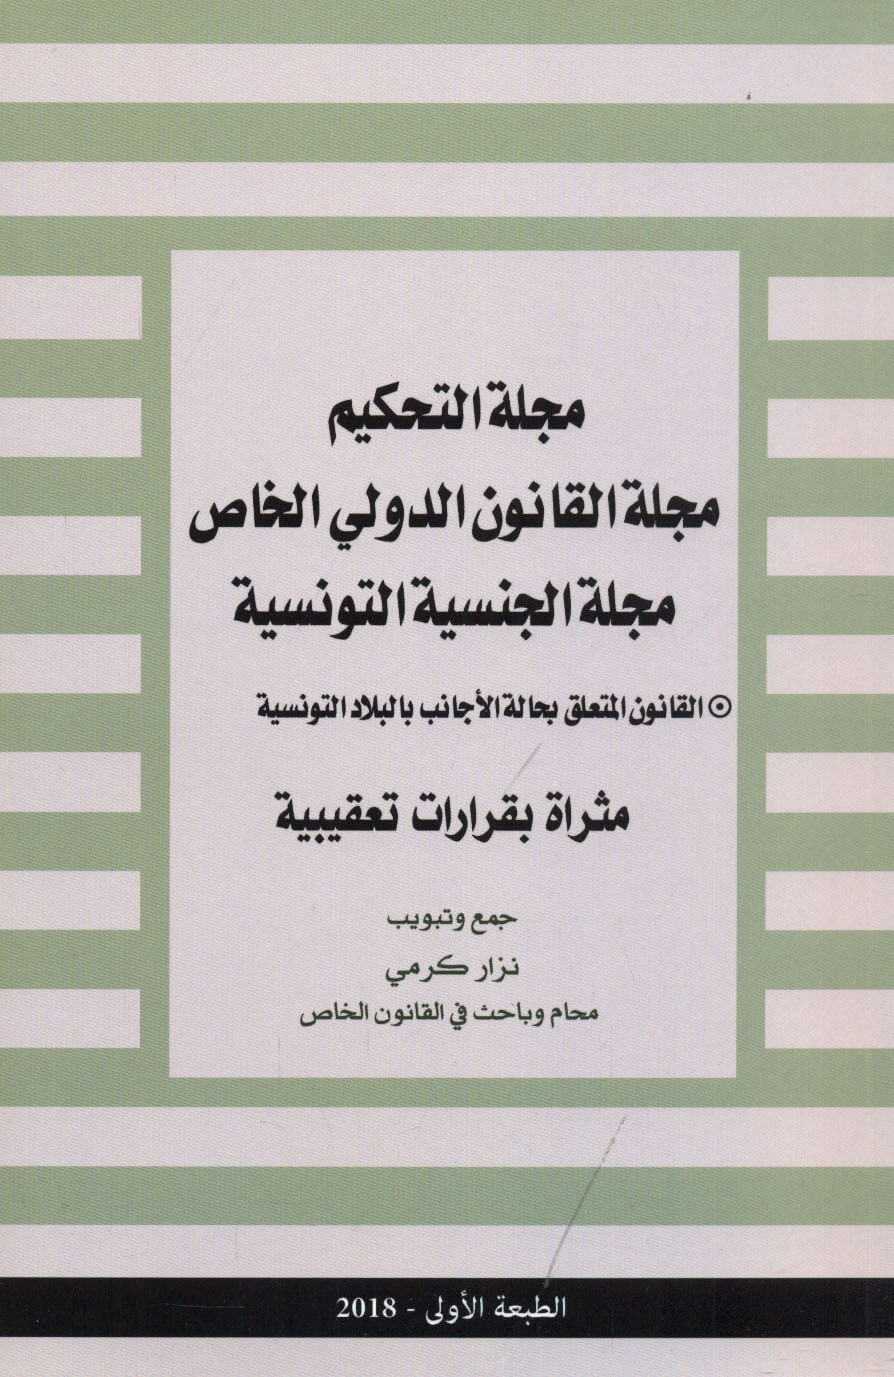 مجلة التحكيم
مجلة القانون الدولي الخاص
مجلة الجنسية التونسية
القانون المتعلق بحالة الأجانب بالبلاد التونسية
مثراة بقرارات تعقيبية
جمع وتبويب
نزار كرمي
محام وباحث في القانون الخاص
الطبعة الأولى - 2018